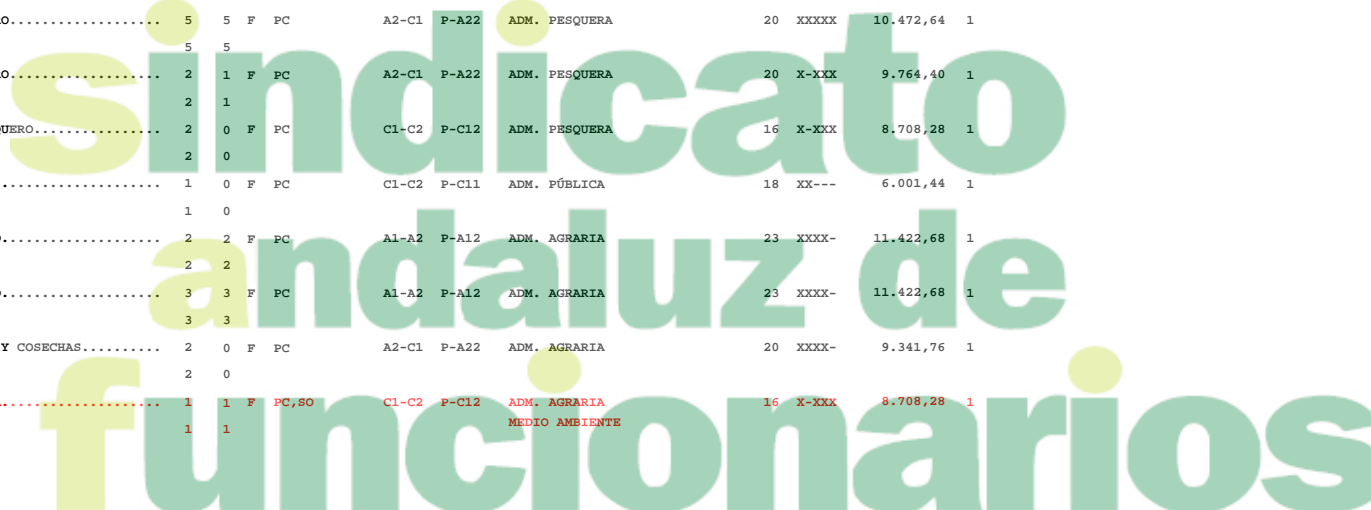 O.................. 5 5 F PC A2-C1 P-A22 ADM. PESQUERA 20 XXXXX 10.472,64 1
5 5
O.................. 2 1 F PC A2-C1 P-A22 ADM. PESQUERA 20 X-XXX 9.764,40 1
2 1
QUERO............... 2 0 F PC C1-C2 P-C12 ADM. PESQUERA 16 X-XXX 8.708,28 1
2 0
................... 1 0 F PC C1-C2 P-C11 ADM. PÚBLICA 18 XX--- 6.001,44 1
1 0
................... 2 2 F PC A1-A2 P-A12 ADM. AGRARIA 23 XXXX- 11.422,68 1
2 2
................... 3 3 F PC A1-A2 P-A12 ADM. AGRARIA 23 XXXX- 11.422,68 1
3 3
Y COSECHAS.......... 2 0 F PC A2-C1 P-A22 ADM. AGRARIA 20 XXXX- 9.341,76 1
2 0
................... 1 1 F PC,SO C1-C2 P-C12 ADM. AGRARIA 16 X-XXX 8.708,28 1
MEDIO AMBIENTE
1 1
sindicato
andaluz de
funcionarios